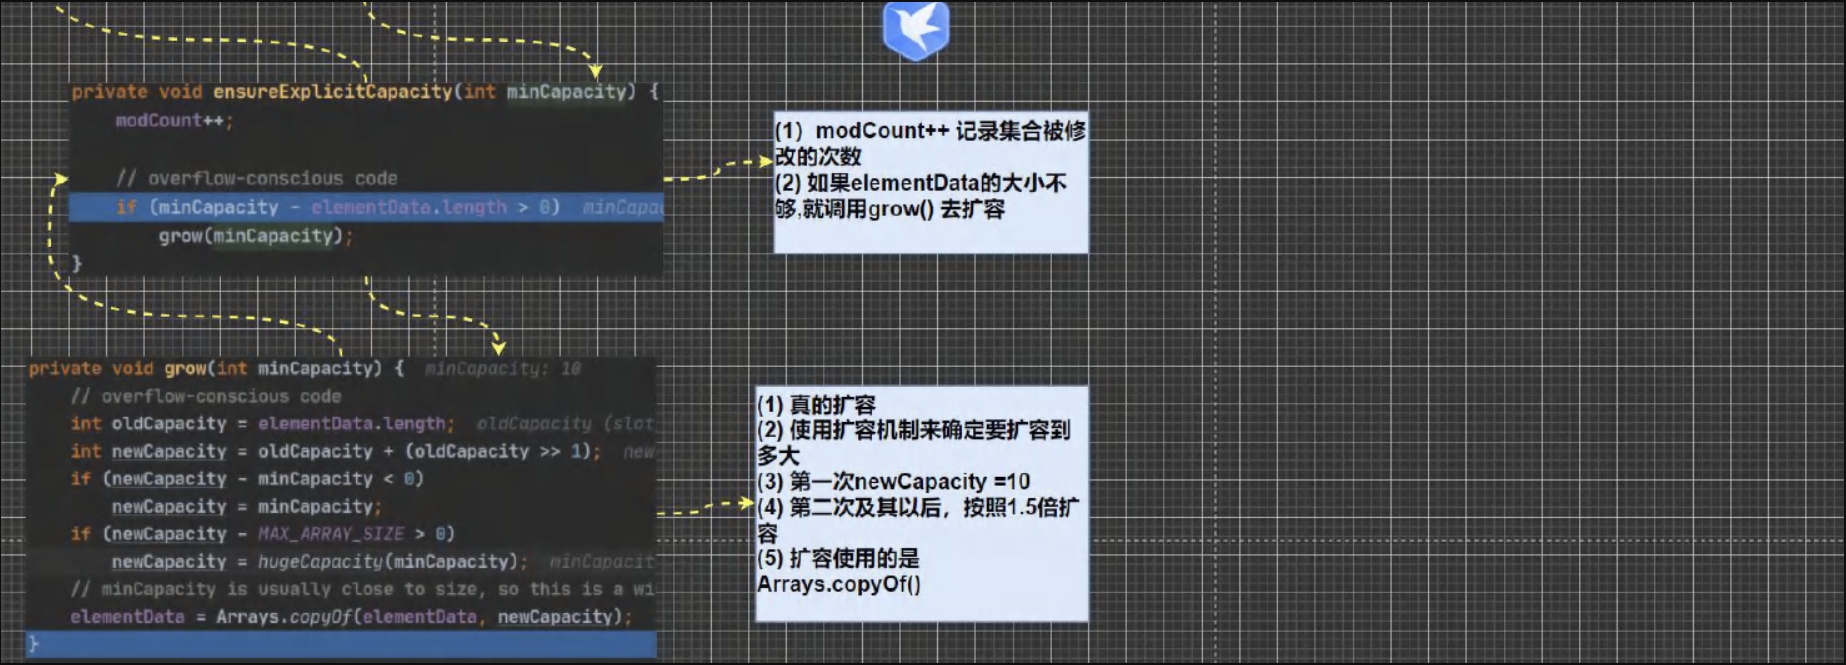 private void ensureExplicitCapacity(int minCapacity) {
modCount++;
// overflow-conscious code
if (minCapacity - elementData.length > 0) minCapac
grow(minCapacity);
}
(1)  modCount++ 记录集合被修
改的次数
(2) 如果elementData的大小不
够,就调用grow() 去扩容
private void grow(int minCapacity) { minCapacity: 10
// overflow-conscious code
int oldCapacity = elementData.length; oldCapacity (slot_
int newCapacity = oldCapacity + (oldCapacity >> 1); new
if (newCapacity - minCapacity < 0)
newCapacity = minCapacity;
if (newCapacity - MAX_ARRAY_SIZE > 0)
newCapacity = hugeCapacity(minCapacity); minCapacit
// minCapacity is usually close to size, so this is a wi
elementData = Arrays.copyOf(elementData, newCapacity);
}
(1) 真的扩容
(2) 使用扩容机制来确定要扩容到
多大
(3) 第一次newCapacity =10
(4) 第二次及其以后，按照1.5倍扩
容
(5) 扩容使用的是
Arrays.copyOf()